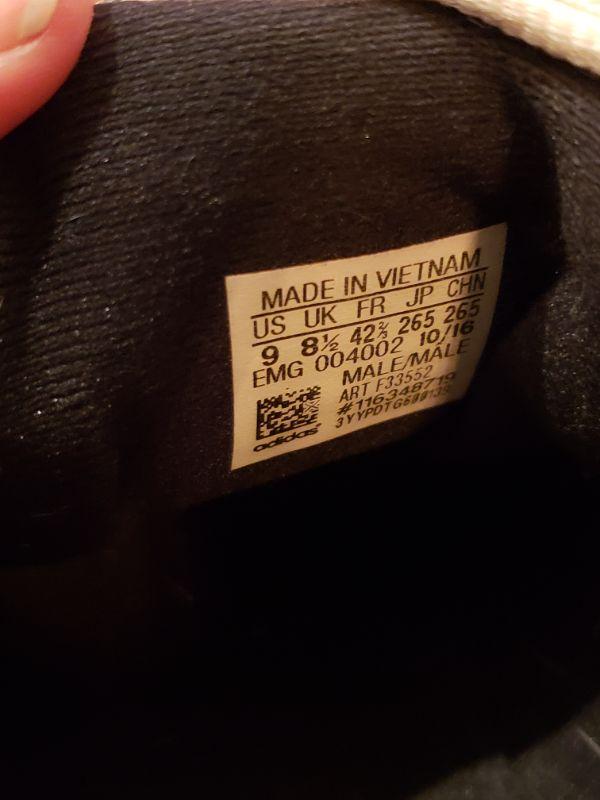 MADE IN VIETNAM
US UK FR JP CHN
9 8½ 42⅔ 265 265
EMG 004002 10/16
MALE/MALE
ART F33552
#116348719
adidas